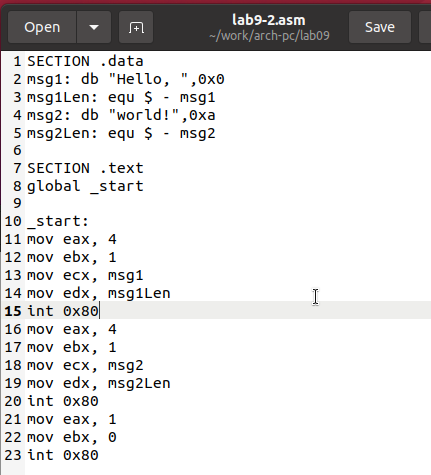 Open
lab9-2.asm
~/work/arch-pc/lab09
Save
1 SECTION .data
2 msg1: db "Hello, ",0x0
3 msg1Len: equ $ - msg1
4 msg2: db "world!",0xa
5 msg2Len: equ $ - msg2
6
7 SECTION .text
8 global _start
9
10 _start:
11 mov eax, 4
12 mov ebx, 1
13 mov ecx, msg1
14 mov edx, msg1Len
15 int 0x80
16 mov eax, 4
17 mov ebx, 1
18 mov ecx, msg2
19 mov edx, msg2Len
20 int 0x80
21 mov eax, 1
22 mov ebx, 0
23 int 0x80